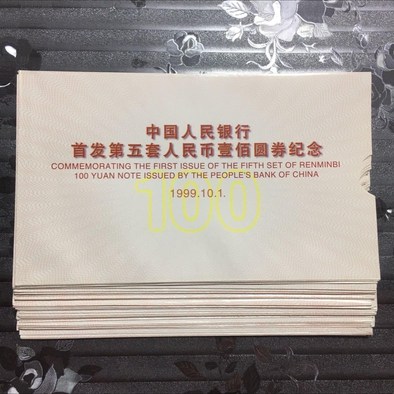 中国人民银行
首发第五套人民币壹佰圆券纪念
COMMEMORATING THE FIRST ISSUE OF THE FIFTH SET OF RENMINBI
100 YUAN NOTE ISSUED BY THE PEOPLE'S BANK OF CHINA
100
1999.10.1.